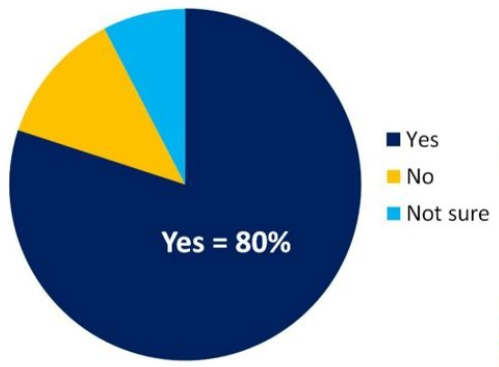 Yes
No
Not sure
Yes = 80%